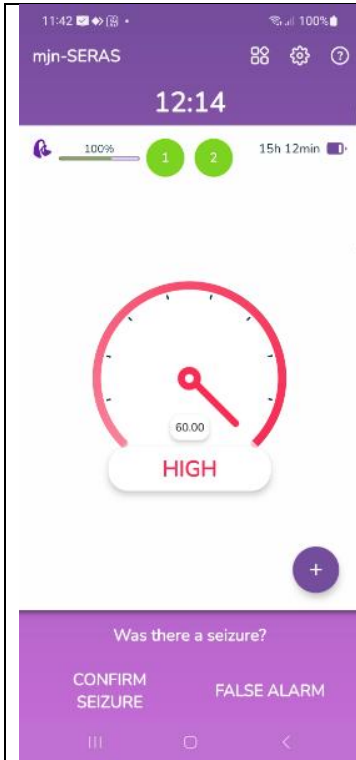 11:42
100%
mjn-SERAS
12:14
100%
1
2
15h 12min
60.00
HIGH
+
Was there a seizure?
CONFIRM
SEIZURE
FALSE ALARM